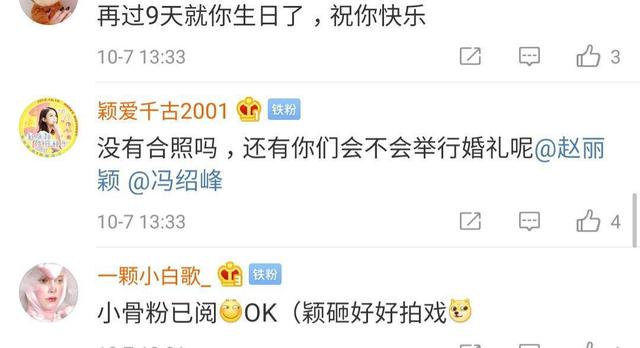 再过9天就你生日了，祝你快乐
10-7 13:33
3
颖爱千古2001 铁粉
没有合照吗，还有你们会不会举行婚礼呢@赵丽
颖 @冯绍峰
10-7 13:33
4
一颗小白歌_ 铁粉
小骨粉已阅OK（颖砸好好拍戏